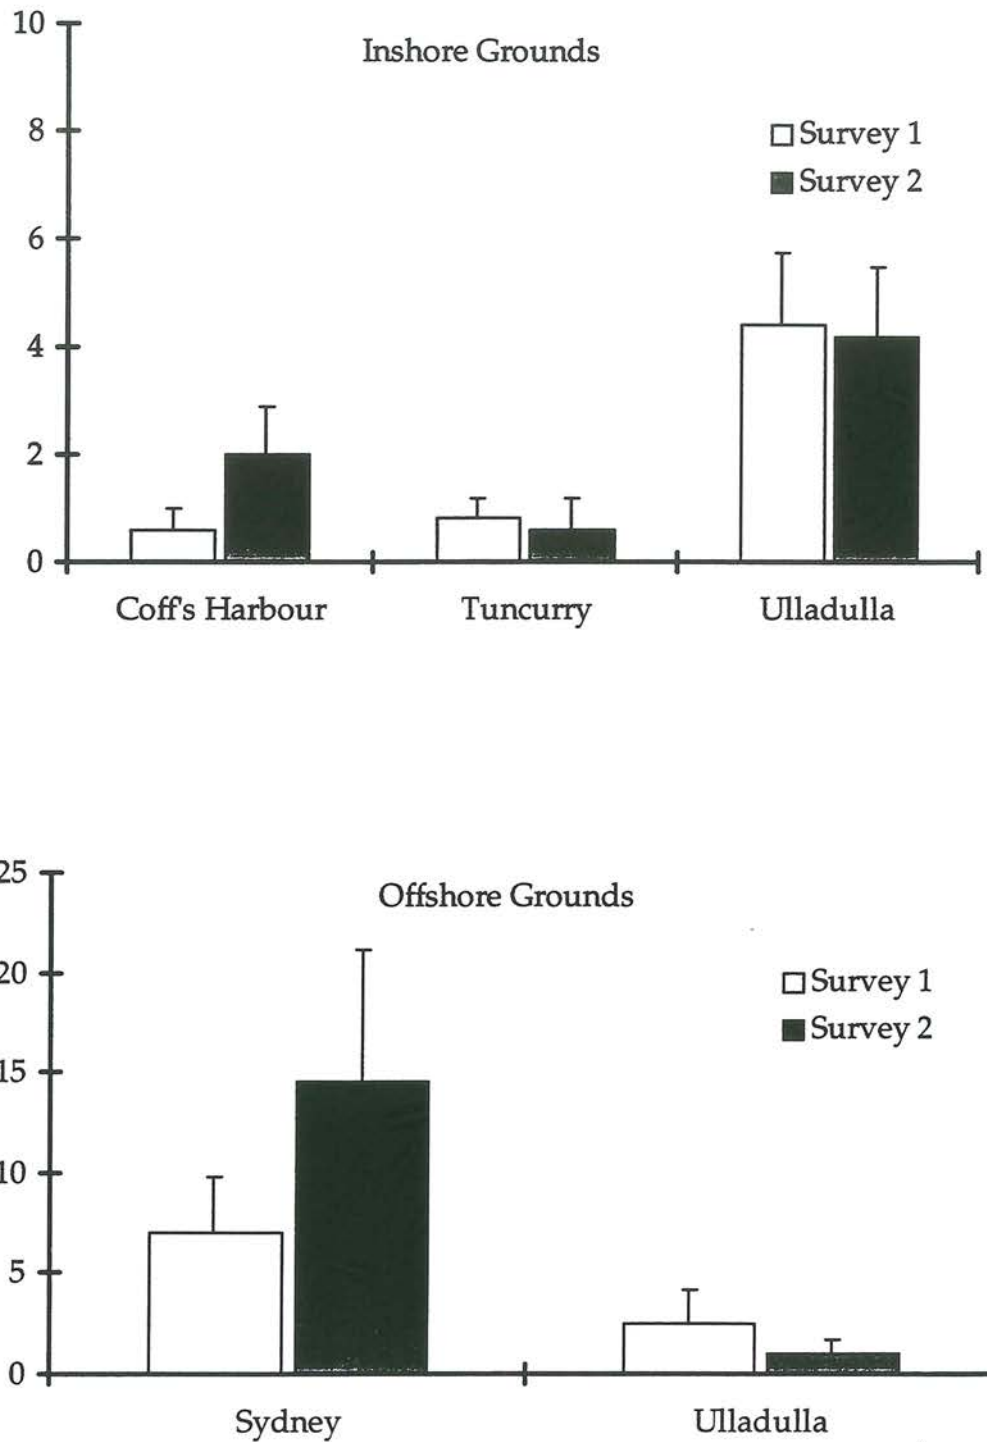 10
Inshore Grounds
8
Survey 1
Survey 2
6
4
2
0
Coff's Harbour Tuncurry Ulladulla
25
Offshore Grounds
20
Survey 1
Survey 2
15
10
5
0
Sydney Ulladulla